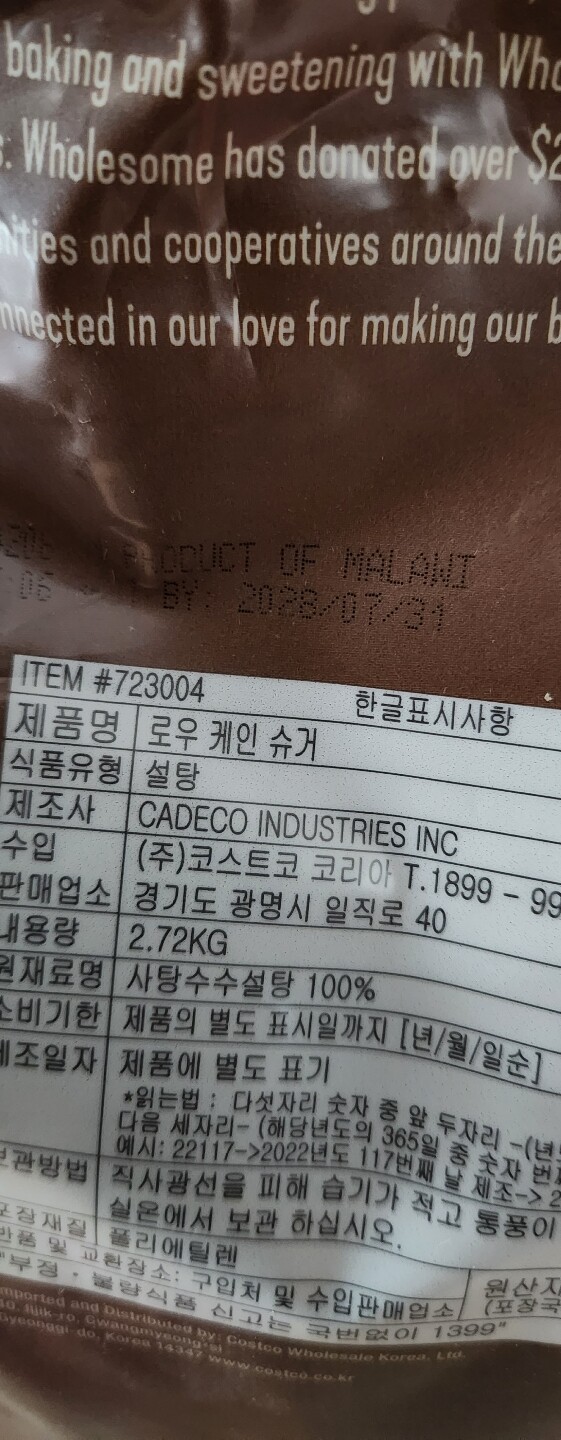 baking and sweetening with
Wholesome has donated over
and cooperatives around the
in our love for making our
PRODUCT OF MALAWI
BY: 2028/07/31
ITEM #723004 한글표시사항
제품명 로우 케인 슈거
식품유형 설탕
제조사 CADECO INDUSTRIES INC
수입 (주)코스트코 코리아 T.1899 - 99
판매업소 경기도 광명시 일직로 40
내용량 2.72KG
원재료명 사탕수수설탕 100%
소비기한 제품의 별도 표시일까지 [년/월/일순]
제조일자 제품에 별도 표기
*읽는법 : 다섯자리 숫자 중 앞 두자리 -(년
다음 세자리- (해당년도의 365일 중 숫자 번
예시: 22117->2022년도 117번째 날 제조-> 2
보관방법 직사광선을 피해 습기가 적고 통풍이
실온에서 보관 하십시오.
포장재질 폴리에틸렌
반품 및 교환장소: 구입처 및 수입판매업소 원산지
"부정·불량식품 신고는 국번없이 1399" (포장국
Imported and Distributed by: Costco Wholesale Korea, Ltd.
40, Iljik-ro, Gwangmyeong-si
Gyeonggi-do, Korea 14347 www.costco.co.kr